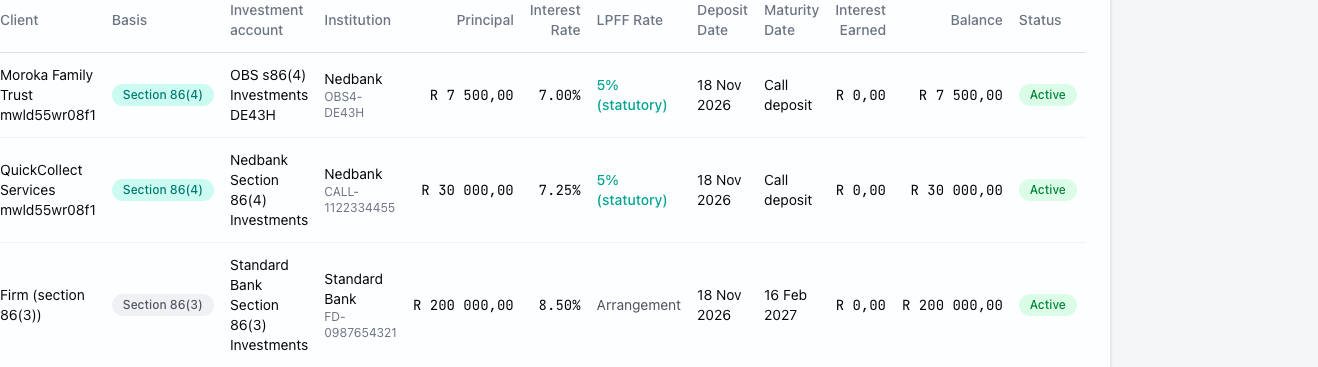 Client Basis Investment account Institution Principal Interest Rate LPFF Rate Deposit Date Maturity Date Interest Earned Balance Status
Moroka Family Trust mwld55wr08f1 Section 86(4) OBS s86(4) Investments DE43H Nedbank OBS4-DE43H R 7 500,00 7.00% 5% (statutory) 18 Nov 2026 Call deposit R 0,00 R 7 500,00 Active
QuickCollect Services mwld55wr08f1 Section 86(4) Nedbank Section 86(4) Investments Nedbank CALL-1122334455 R 30 000,00 7.25% 5% (statutory) 18 Nov 2026 Call deposit R 0,00 R 30 000,00 Active
Firm (section 86(3)) Section 86(3) Standard Bank Section 86(3) Investments Standard Bank FD-0987654321 R 200 000,00 8.50% Arrangement 18 Nov 2026 16 Feb 2027 R 0,00 R 200 000,00 Active